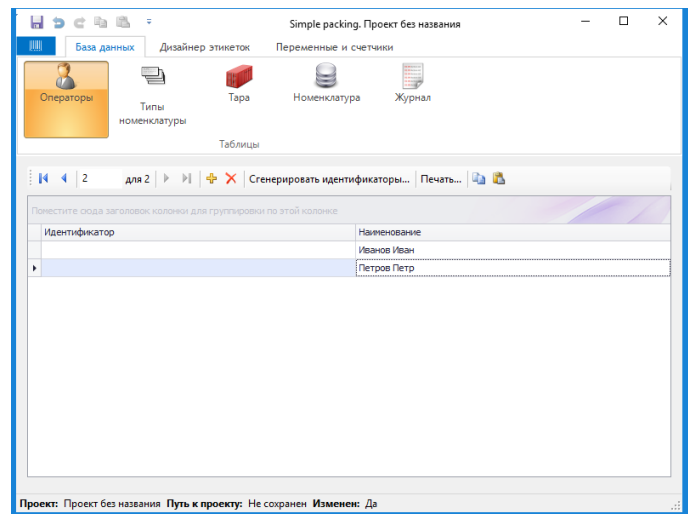 Simple packing. Проект без названия
База данных Дизайнер этикеток Переменные и счетчики
Операторы Типы номенклатуры Тара Номенклатура Журнал
Таблицы
2 для 2 Сгенерировать идентификаторы... Печать...
Поместите сюда заголовок колонки для группировки по этой колонке
Идентификатор Наименование
Иванов Иван
Петров Петр
Проект: Проект без названия Путь к проекту: Не сохранен Изменен: Да